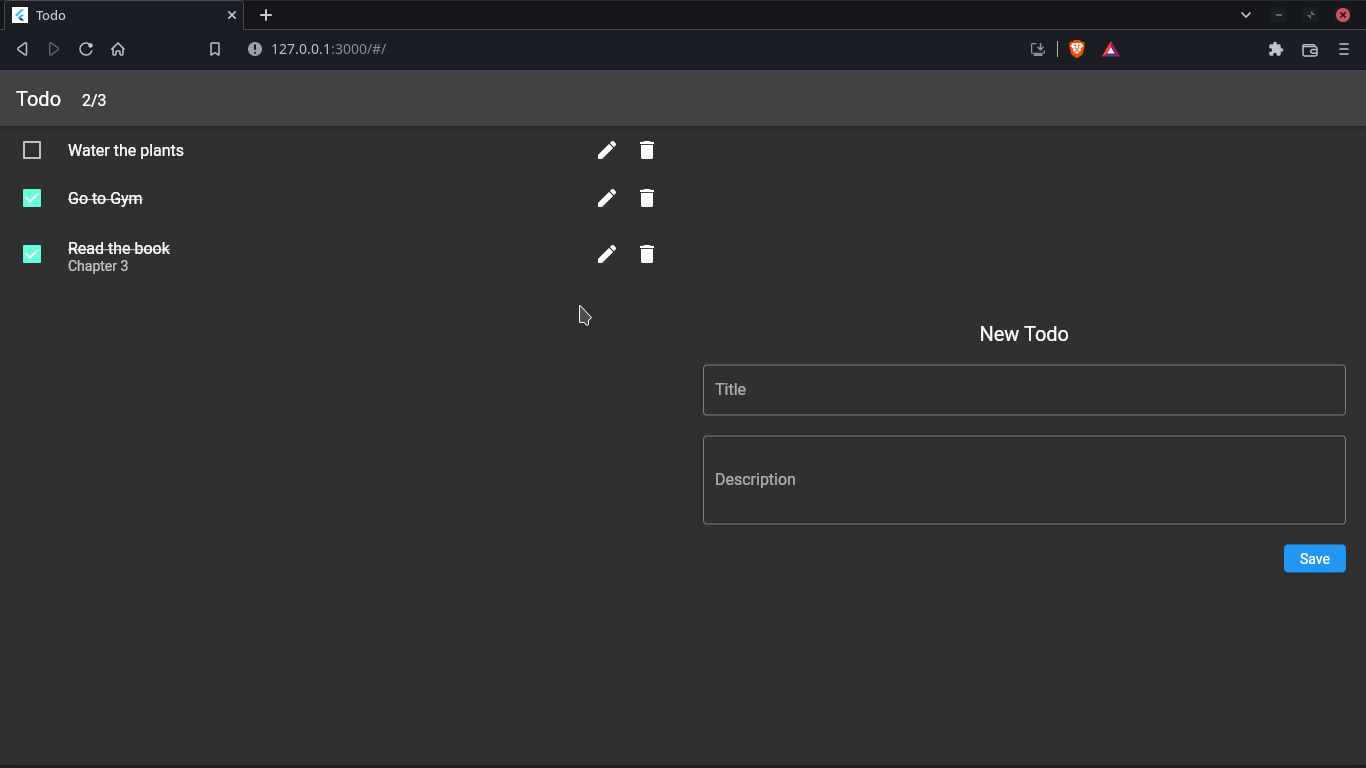 Todo
127.0.0.1:3000/#/
Todo 2/3
Water the plants
Go to Gym
Read the book
Chapter 3
New Todo
Title
Description
Save